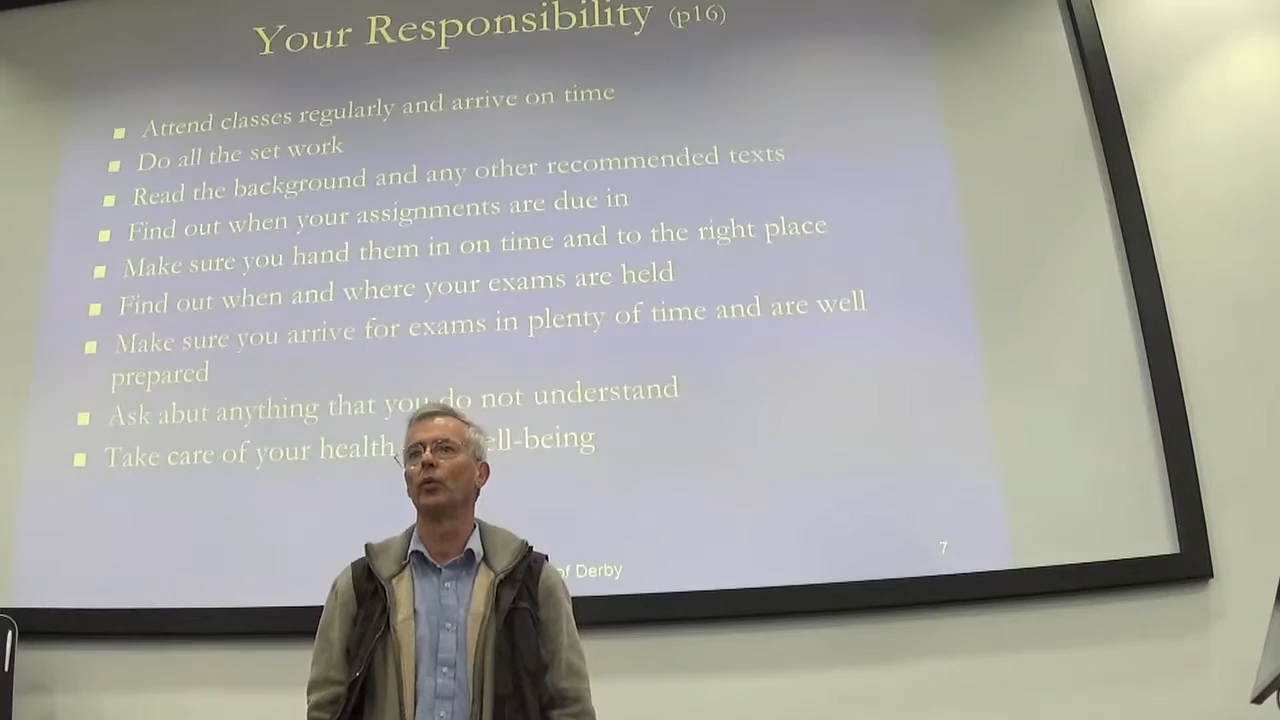 Your Responsibility (p16)
Attend classes regularly and arrive on time
Do all the set work
Read the background and any other recommended texts
Find out when your assignments are due in
Make sure you hand them in on time and to the right place
Find out when and where your exams are held
Make sure you arrive for exams in plenty of time and are well
prepared
Ask abut anything that you do not understand
Take care of your health ell-being
of Derby
7